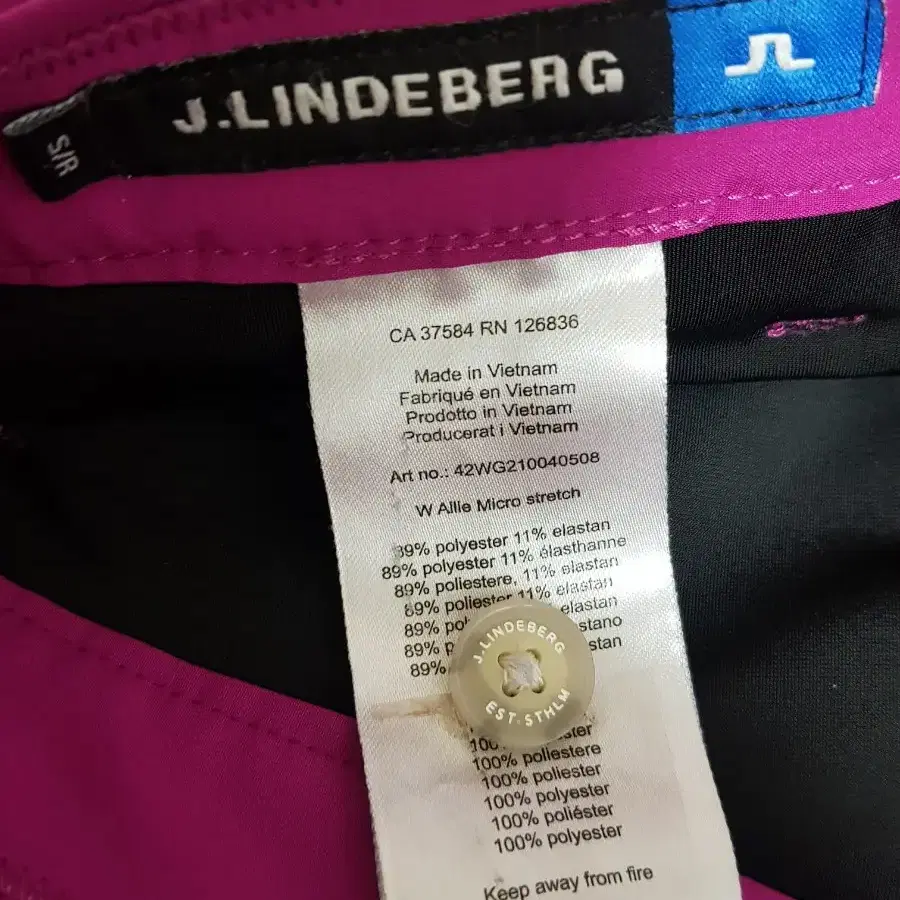 J.LINDEBERG
S/R
CA 37584 RN 126836
Made in Vietnam
Fabriqué en Vietnam
Prodotto in Vietnam
Producerat i Vietnam
Art no.: 42WG210040508
W Allie Micro stretch
89% polyester 11% elastan
89% polyester 11% élasthanne
89% poliestere, 11% elastan
89% poliester 11% elastan
89% elastan
89%
89%
J.LINDEBERG
EST. STHLM
100% poliestere
100% poliester
100% polyester
100% poliéster
100% polyester
Keep away from fire